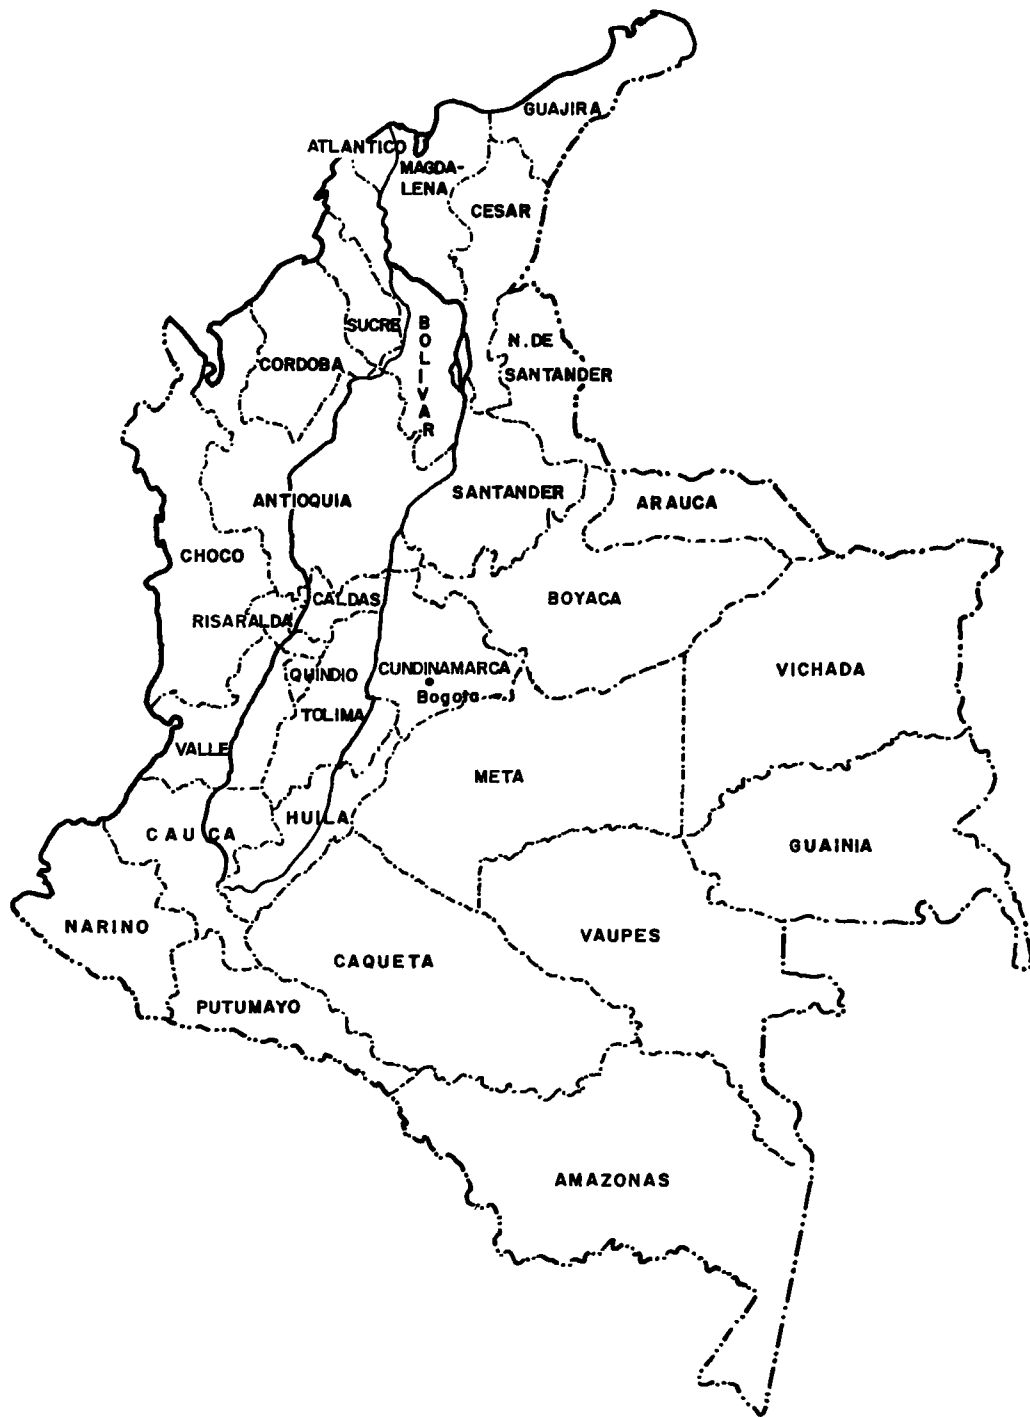 GUAJIRA
ATLANTICO
MAGDA-
LENA
CESAR
SUCRE
BOLIVAR
N. DE
SANTANDER
CORDOBA
ANTIOQUIA
SANTANDER
ARAUCA
CHOCO
CALDAS
BOYACA
RISARALDA
QUINDIO
CUNDINAMARCA
Bogota
VICHADA
TOLIMA
VALLE
META
HUILA
CAUCA
GUAINIA
NARINO
VAUPES
CAQUETA
PUTUMAYO
AMAZONAS